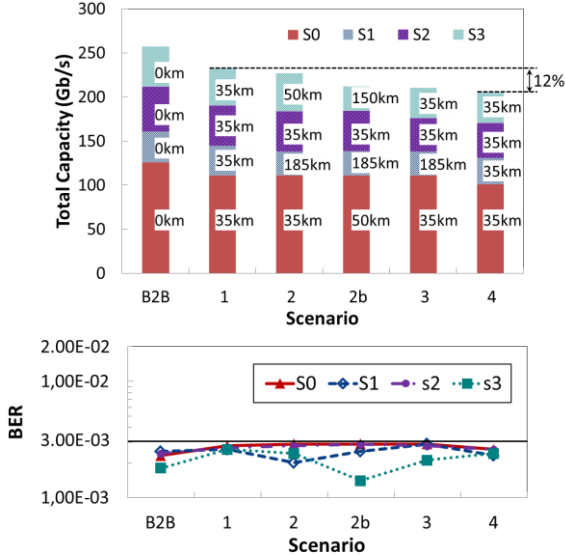 300
S0 S1 S2 S3
250
200
150
100
50
0
Total Capacity (Gb/s)
12%
0km
0km
0km
0km
35km
35km
35km
35km
50km
35km
185km
35km
150km
35km
185km
50km
35km
35km
185km
35km
35km
35km
35km
35km
B2B 1 2 2b 3 4
Scenario
2.00E-02
1,00E-02
3.00E-03
1,00E-03
BER
S0 S1 s2 s3
B2B 1 2 2b 3 4
Scenario